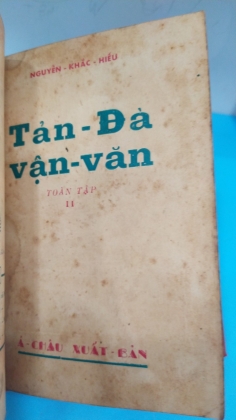 NGUYỄN - KHẮC - HIẾU
Tản-Đà
vận-văn
TOÀN TẬP
II
Á - CHÂU XUẤT - BẢN